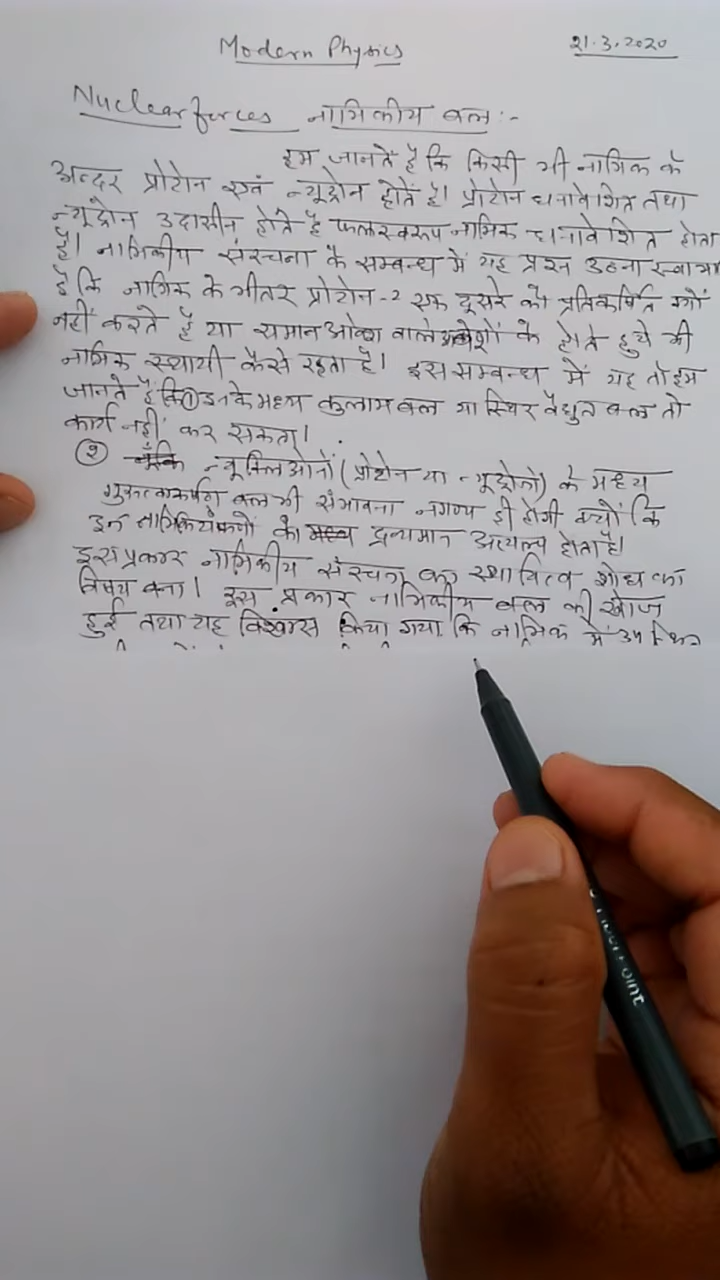 Modern Physics 21.3.2020
Nuclear forces नाभिकीय बल :-
हम जानते है कि किसी भी नाभिक के
अन्दर प्रोटोन एवं न्यूट्रोन होते है। प्रोटोन धनावेशित तथा
न्यूट्रोन उदासीन होते है फलस्वरूप नाभिक धनावेशित होता
है। नाभिकीय संरचना के सम्बन्ध में यह प्रश्न उठना स्वाभा
है कि नाभिक के भीतर प्रोटोन-2 एक दूसरे को प्रतिकर्षित क्यों
नहीं करते है या समान आवेश वाले के होते हुये भी
नाभिक स्थायी कैसे रहता है। इस सम्बन्ध में यह तो हम
जानते है कि ① इनके मध्य कुलाम बल या स्थिर वैधुत बल तो
कार्य नहीं कर सकता।
② चूँकि न्यूक्लिओनों (प्रोटोन या न्यूट्रोनो) के मध्य
गुरूत्वाकर्षण बल की संभावना नगण्य ही होगी क्यों कि
इन का मध्य द्रव्यमान अत्यल्प होता है।
इस प्रकार नाभिकीय संरचना का स्थायित्व शोध का
विषय बना। इस प्रकार नाभिकीय बल की खोज
हुई तथा यह विश्वास किया गया कि नाभिक में उपस्थित